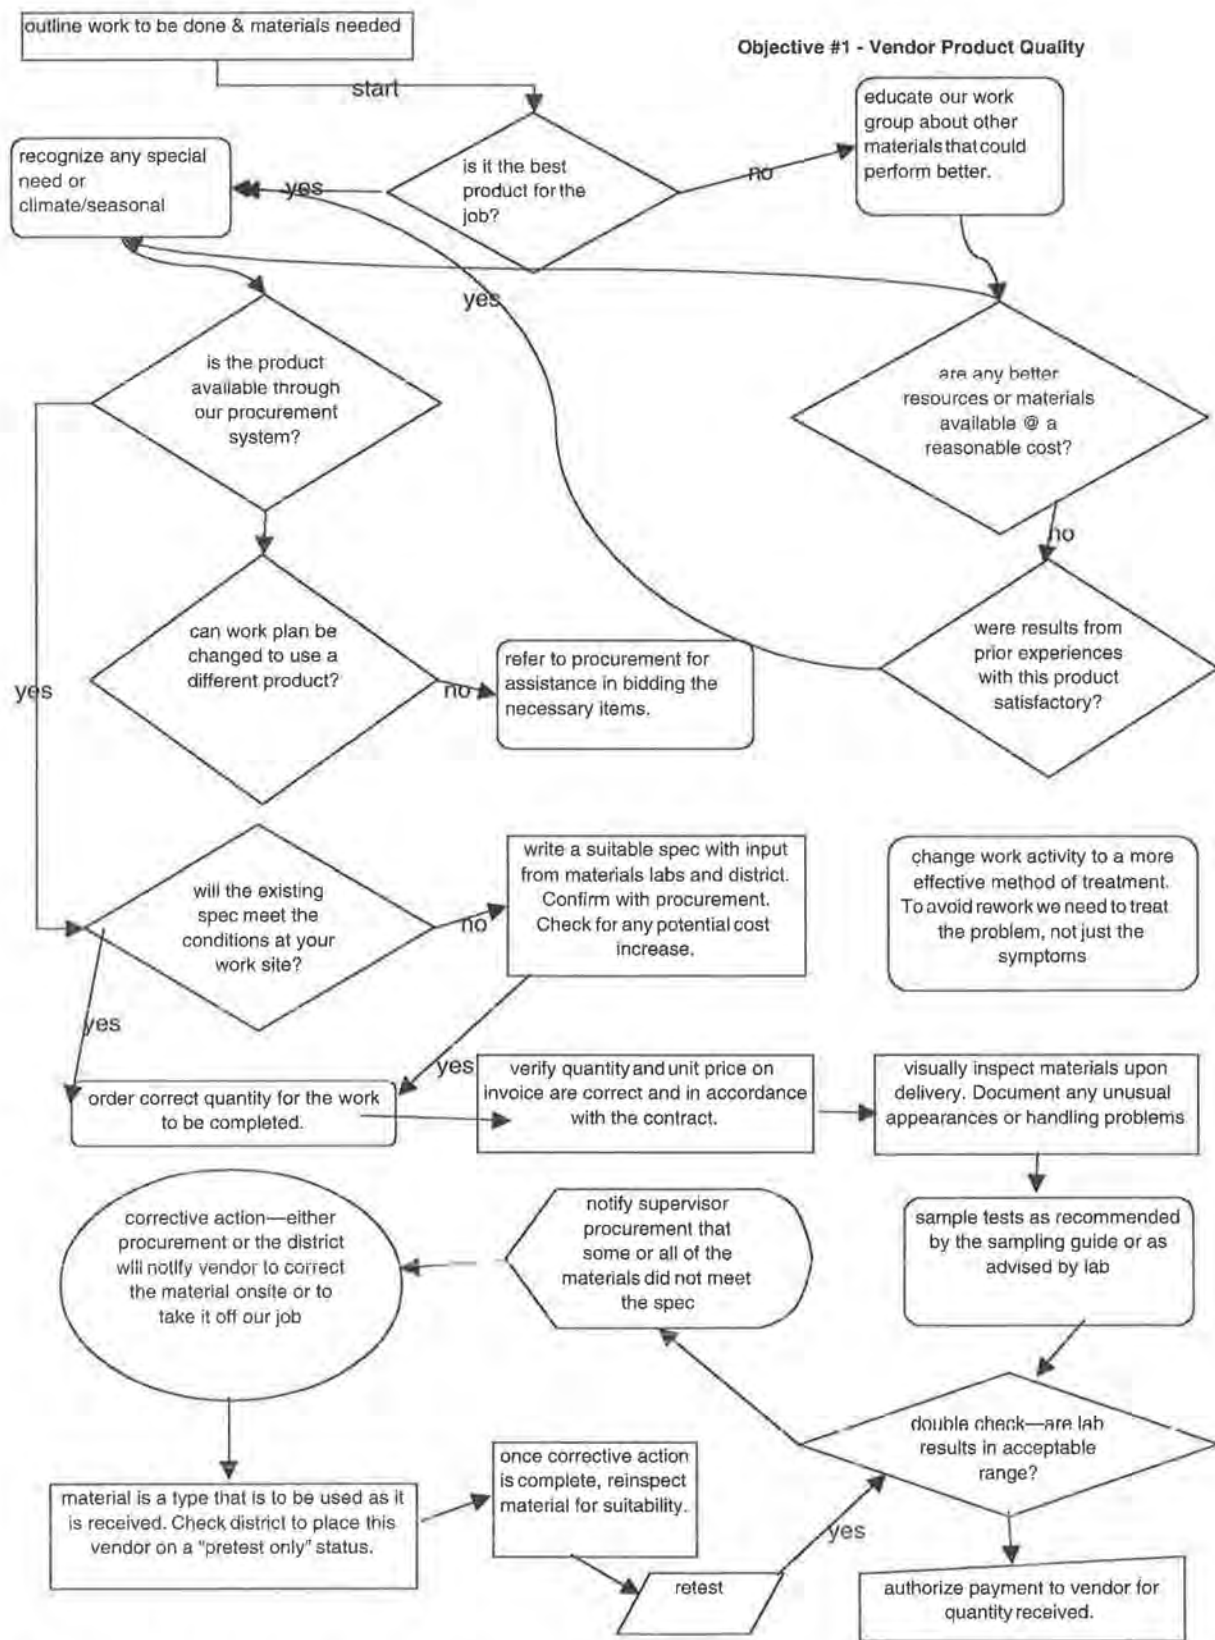 outline work to be done & materials needed
Objective #1 - Vendor Product Quality
start
educate our work
group about other
materials that could
perform better.
recognize any special
need or
climate/seasonal
yes
is it the best
product for the
job?
no
yes
is the product
available through
our procurement
system?
are any better
resources or materials
available @ a
reasonable cost?
no
can work plan be
changed to use a
different product?
were results from
prior experiences
with this product
satisfactory?
refer to procurement for
assistance in bidding the
necessary items.
yes
no
write a suitable spec with input
from materials labs and district.
Confirm with procurement.
Check for any potential cost
increase.
change work activity to a more
effective method of treatment.
To avoid rework we need to treat
the problem, not just the
symptoms
will the existing
spec meet the
conditions at your
work site?
no
yes
yes
order correct quantity for the work
to be completed.
verify quantity and unit price on
invoice are correct and in accordance
with the contract.
visually inspect materials upon
delivery. Document any unusual
appearances or handling problems
corrective action—either
procurement or the district
will notify vendor to correct
the material onsite or to
take it off our job
notify supervisor
procurement that
some or all of the
materials did not meet
the spec
sample tests as recommended
by the sampling guide or as
advised by lab
double check—are lab
results in acceptable
range?
material is a type that is to be used as it
is received. Check district to place this
vendor on a "pretest only" status.
once corrective action
is complete, reinspect
material for suitability.
yes
retest
authorize payment to vendor for
quantity received.